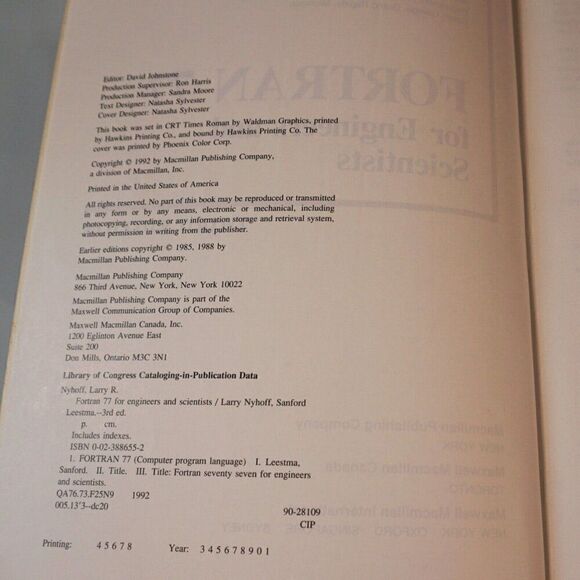 Editor: David Johnstone
Production Supervisor: Ron Harris
Production Manager: Sandra Moore
Text Designer: Natasha Sylvester
Cover Designer: Natasha Sylvester
This book was set in CRT Times Roman by Waldman Graphics, printed
by Hawkins Printing Co., and bound by Hawkins Printing Co. The
cover was printed by Phoenix Color Corp.
Copyright © 1992 by Macmillan Publishing Company,
a division of Macmillan, Inc.
Printed in the United States of America
All rights reserved. No part of this book may be reproduced or transmitted
in any form or by any means, electronic or mechanical, including
photocopying, recording, or any information storage and retrieval system,
without permission in writing from the publisher.
Earlier editions copyright © 1985, 1988 by
Macmillan Publishing Company.
Macmillan Publishing Company
866 Third Avenue, New York, New York 10022
Macmillan Publishing Company is part of the
Maxwell Communication Group of Companies.
Maxwell Macmillan Canada, Inc.
1200 Eglinton Avenue East
Suite 200
Don Mills, Ontario M3C 3N1
Library of Congress Cataloging-in-Publication Data
Nyhoff, Larry R.
Fortran 77 for engineers and scientists / Larry Nyhoff, Sanford
Leestma.--3rd ed.
p. cm.
Includes indexes.
ISBN 0-02-388655-2
1. FORTRAN 77 (Computer program language) I. Leestma,
Sanford. II. Title. III. Title: Fortran seventy seven for engineers
and scientists.
QA76.73.F25N9 1992
005.13'3--dc20 90-28109
CIP
Printing: 4 5 6 7 8 Year: 3 4 5 6 7 8 9 0 1